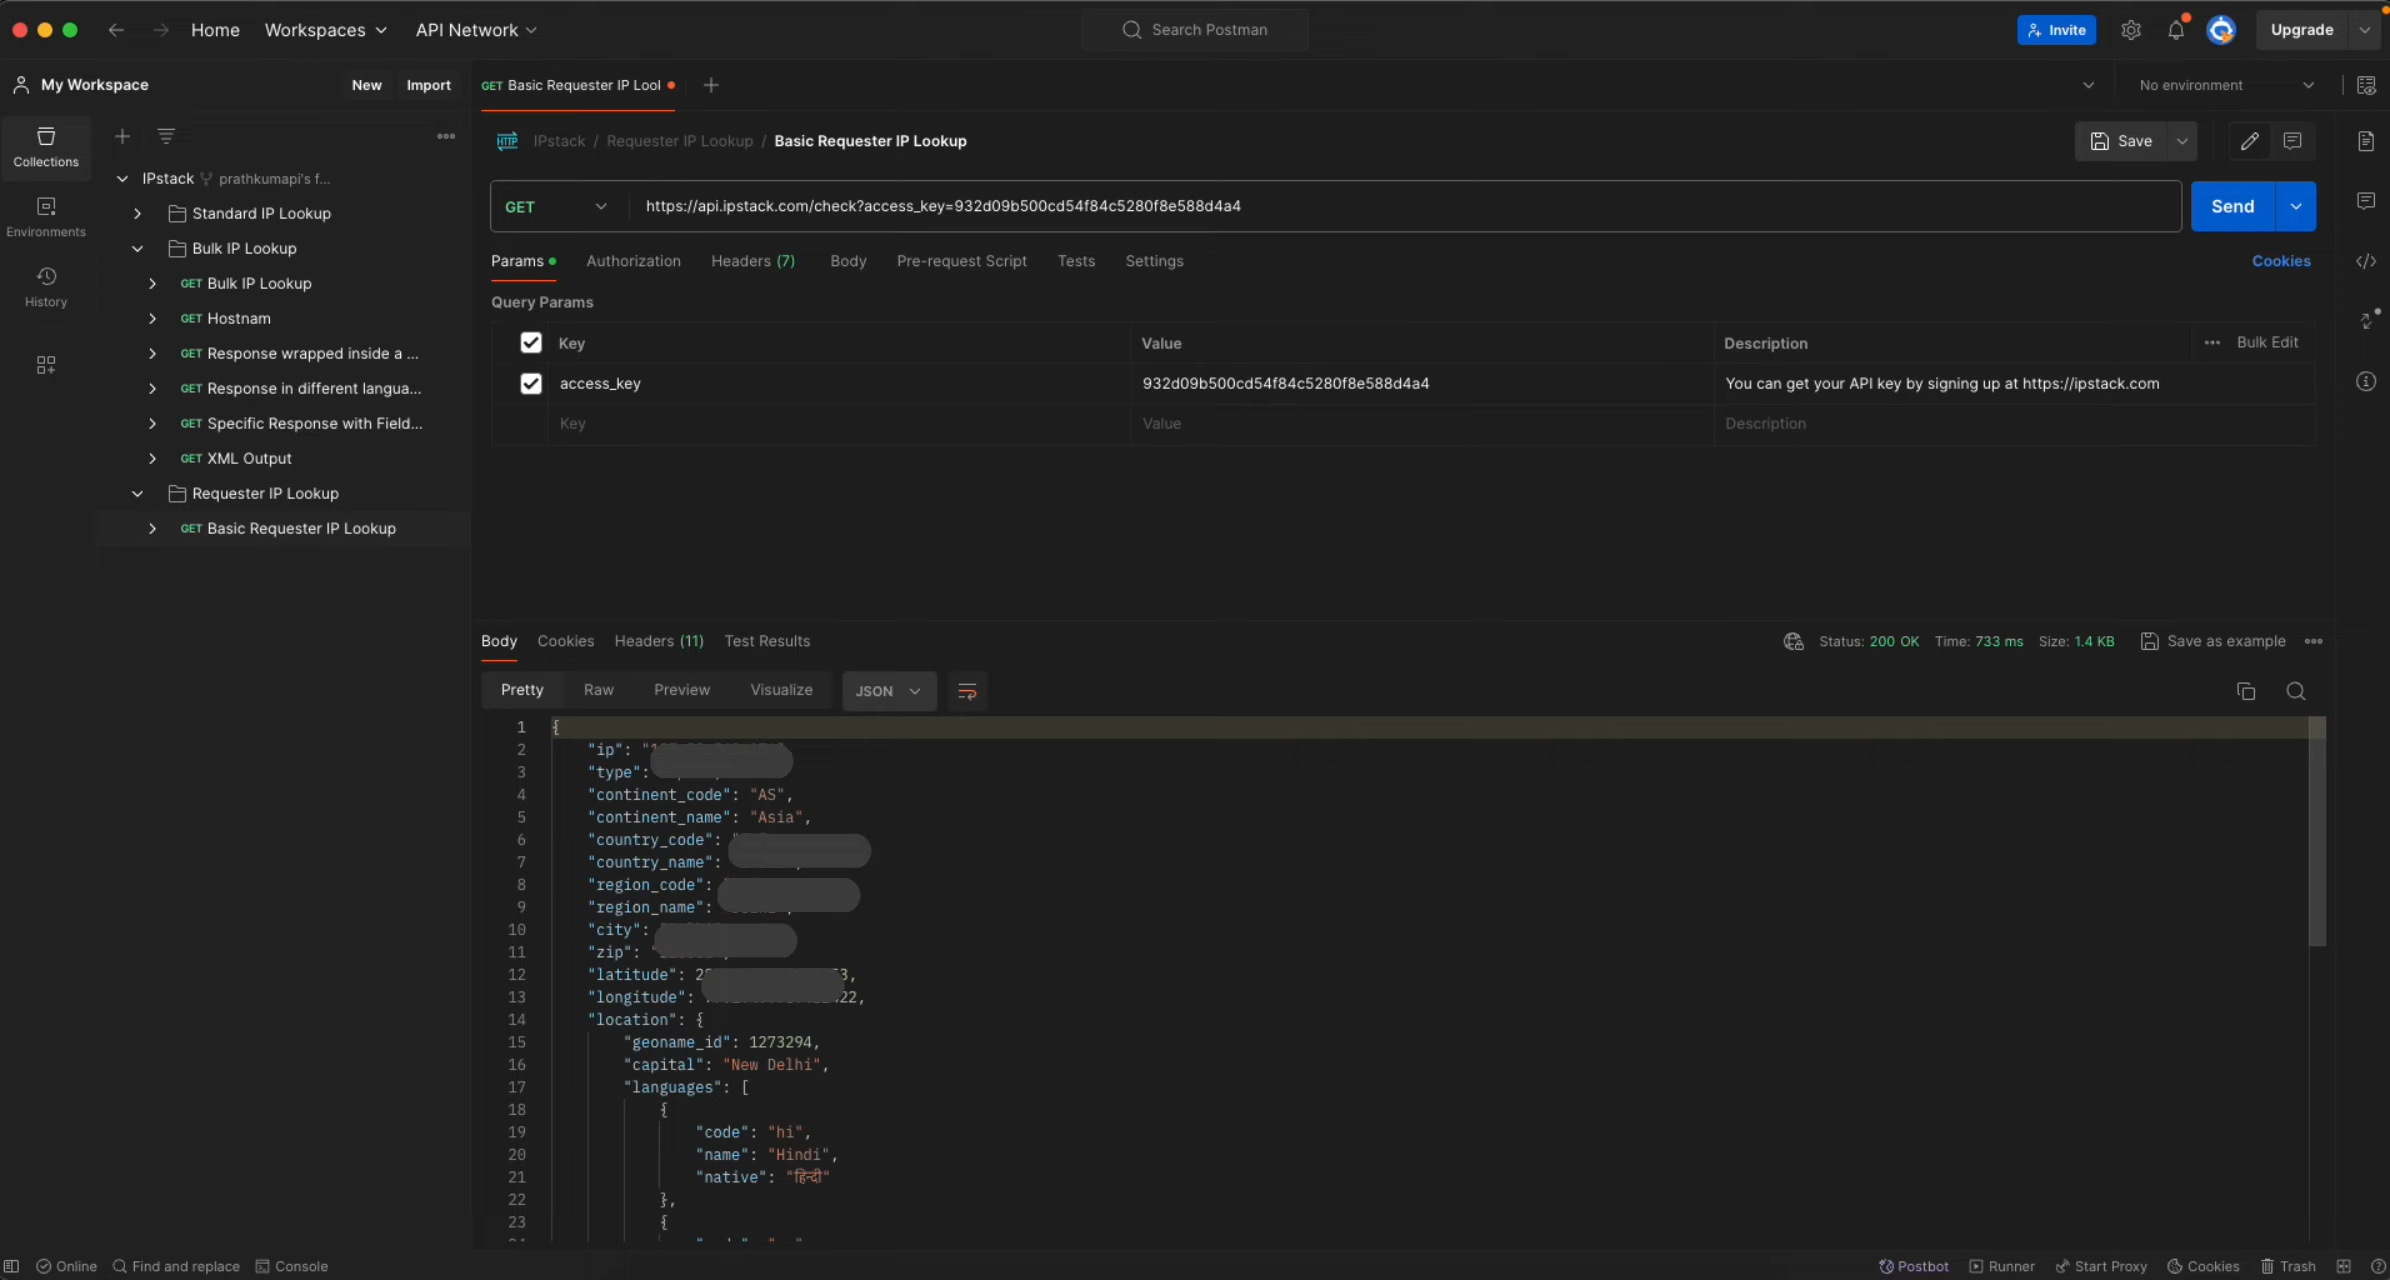 Home Workspaces API Network Search Postman Invite Upgrade
My Workspace New Import GET Basic Requester IP Lool No environment
IPstack / Requester IP Lookup / Basic Requester IP Lookup Save
Collections
Environments
History
IPstack prathkumapi's f...
Standard IP Lookup
Bulk IP Lookup
GET Bulk IP Lookup
GET Hostnam
GET Response wrapped inside a ...
GET Response in different langua...
GET Specific Response with Field...
GET XML Output
Requester IP Lookup
GET Basic Requester IP Lookup
GET https://api.ipstack.com/check?access_key=932d09b500cd54f84c5280f8e588d4a4 Send
Params Authorization Headers (7) Body Pre-request Script Tests Settings Cookies
Query Params
Key Value Description Bulk Edit
access_key 932d09b500cd54f84c5280f8e588d4a4 You can get your API key by signing up at https://ipstack.com
Key Value Description
Body Cookies Headers (11) Test Results Status: 200 OK Time: 733 ms Size: 1.4 KB Save as example
Pretty Raw Preview Visualize JSON
1 {
2 "ip": "
3 "type":
4 "continent_code": "AS",
5 "continent_name": "Asia",
6 "country_code": "
7 "country_name":
8 "region_code":
9 "region_name":
10 "city":
11 "zip":
12 "latitude":
13 "longitude":
14 "location": {
15 "geoname_id": 1273294,
16 "capital": "New Delhi",
17 "languages": [
18 {
19 "code": "hi",
20 "name": "Hindi",
21 "native": "हिन्दी"
22 },
23 {
Online Find and replace Console Postbot Runner Start Proxy Cookies Trash